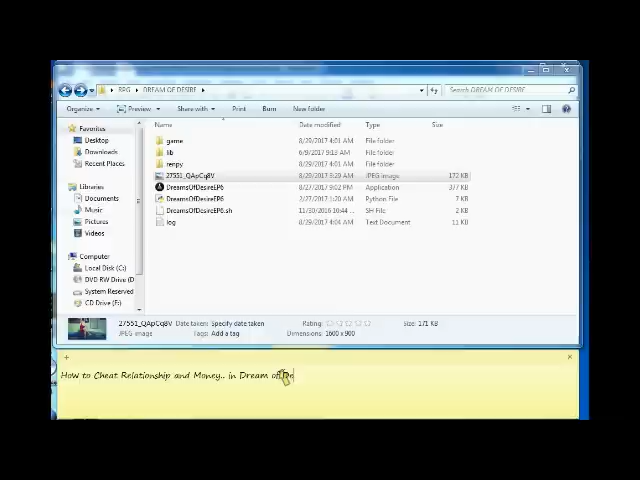 RPG ▸ DREAM OF DESIRE ▸
Search DREAM OF DESIRE
Organize Preview Share with Print Burn New folder
Name Date modified Type Size
Favorites
Desktop
Downloads
Recent Places
Libraries
Documents
Music
Pictures
Videos
Computer
Local Disk (C:)
DVD RW Drive (D
System Reserved
CD Drive (F:)
game 8/29/2017 4:01 AM File folder
lib 6/9/2017 9:13 AM File folder
renpy 8/29/2017 4:01 AM File folder
27551_QApCq8V 8/29/2017 3:29 AM JPEG image 172 KB
DreamsOfDesireEP6 8/27/2017 9:02 PM Application 377 KB
DreamsOfDesireEP6 2/27/2017 1:20 AM Python File 7 KB
DreamsOfDesireEP6.sh 11/30/2016 10:44 ... SH File 2 KB
log 8/29/2017 4:04 AM Text Document 11 KB
27551_QApCq8V Date taken: Specify date taken Rating: Size: 171 KB
JPEG image Tags: Add a tag Dimensions: 1600 x 900
How to Cheat Relationship and Money.. in Dream of De